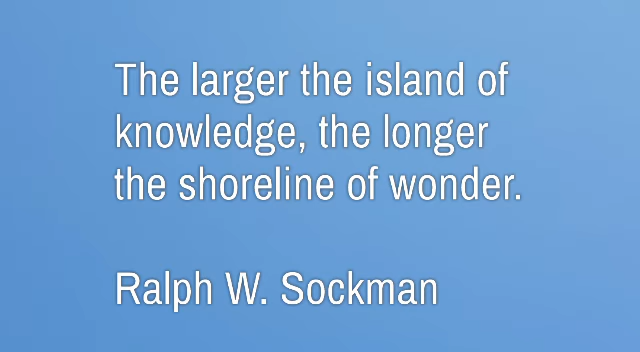 The larger the island of
knowledge, the longer
the shoreline of wonder.
Ralph W. Sockman